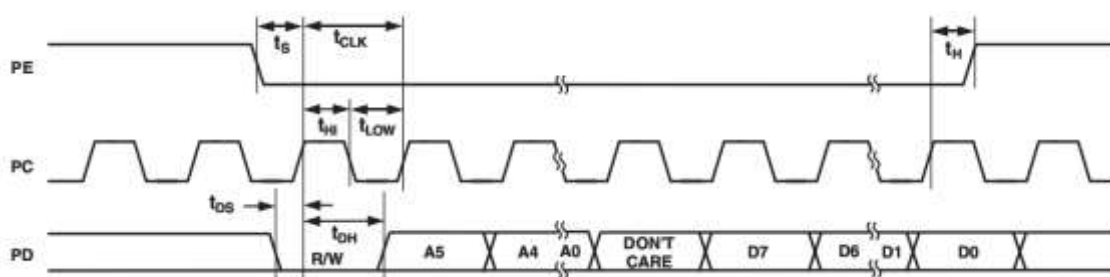 tS
tCLK
tH
PE
tHI
tLOW
PC
tDS
tDH
PD
R/W
A5
A4
A0
DON'T
CARE
D7
D6
D1
D0